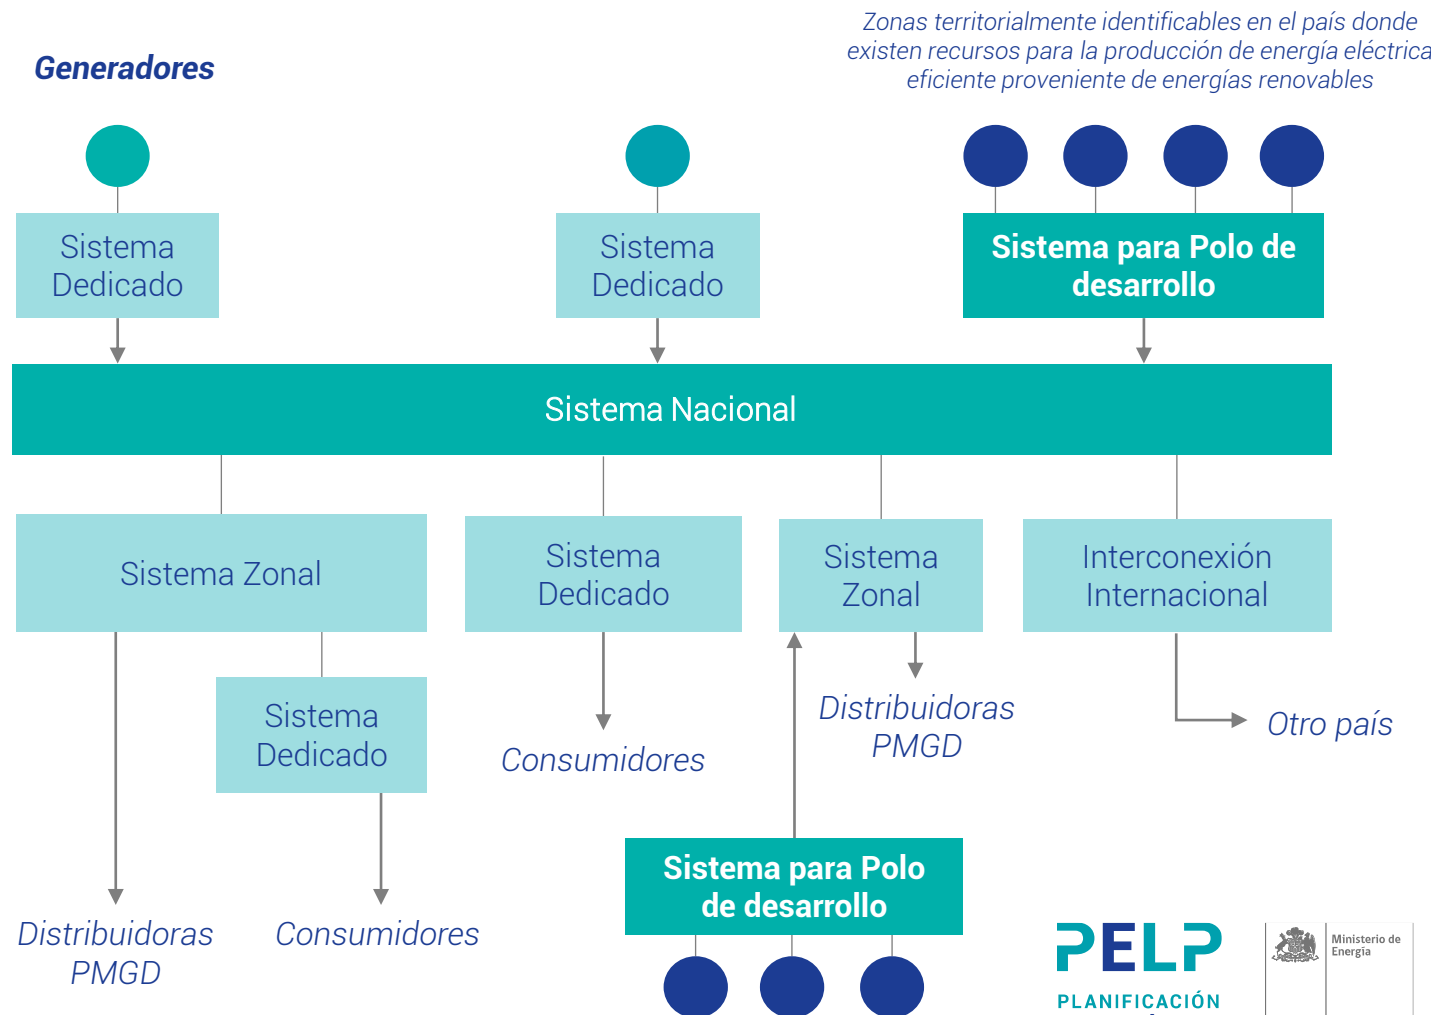 Zonas territorialmente identificables en el país donde
existen recursos para la producción de energía eléctrica
eficiente proveniente de energías renovables
Generadores
Sistema
Dedicado
Sistema
Dedicado
Sistema para Polo de
desarrollo
Sistema Nacional
Sistema Zonal
Sistema
Dedicado
Sistema
Zonal
Interconexión
Internacional
Sistema
Dedicado
Consumidores
Distribuidoras
PMGD
Otro país
Sistema para Polo
de desarrollo
Distribuidoras
PMGD
Consumidores
PELP
PLANIFICACIÓN
Ministerio de
Energía